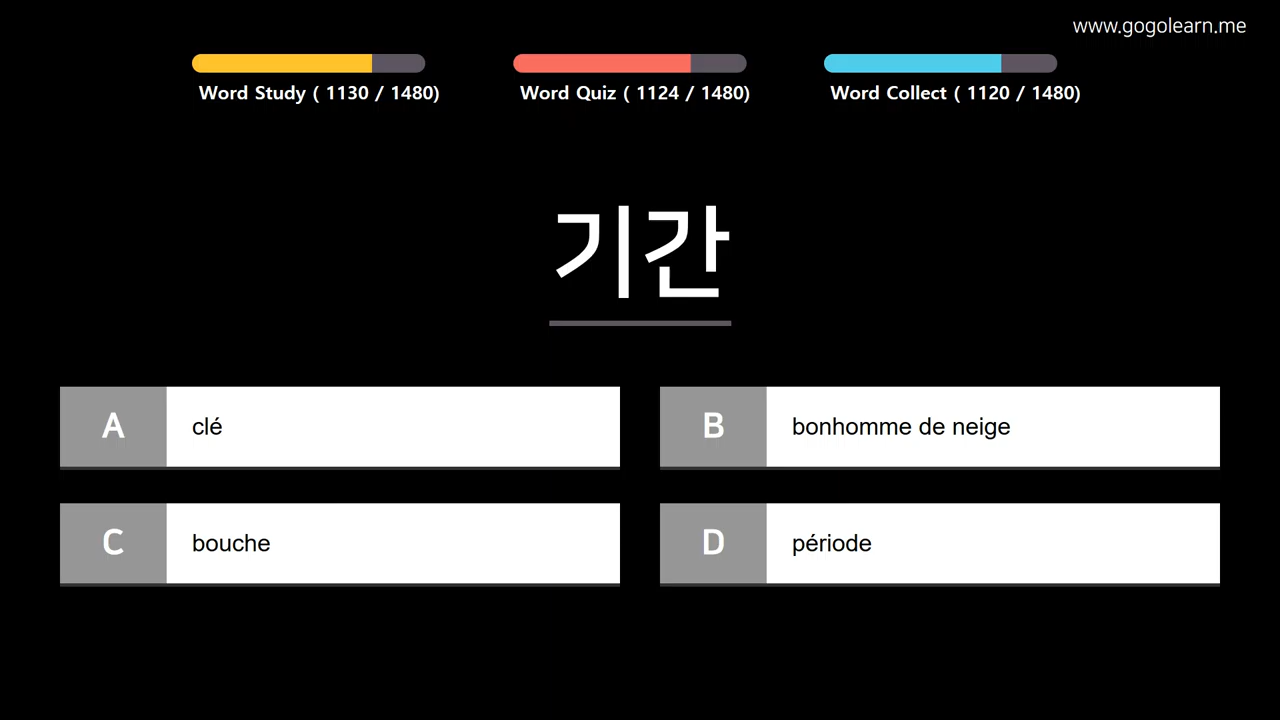 www.gogolearn.me
Word Study ( 1130 / 1480)
Word Quiz ( 1124 / 1480)
Word Collect ( 1120 / 1480)
기간
A clé
B bonhomme de neige
C bouche
D période